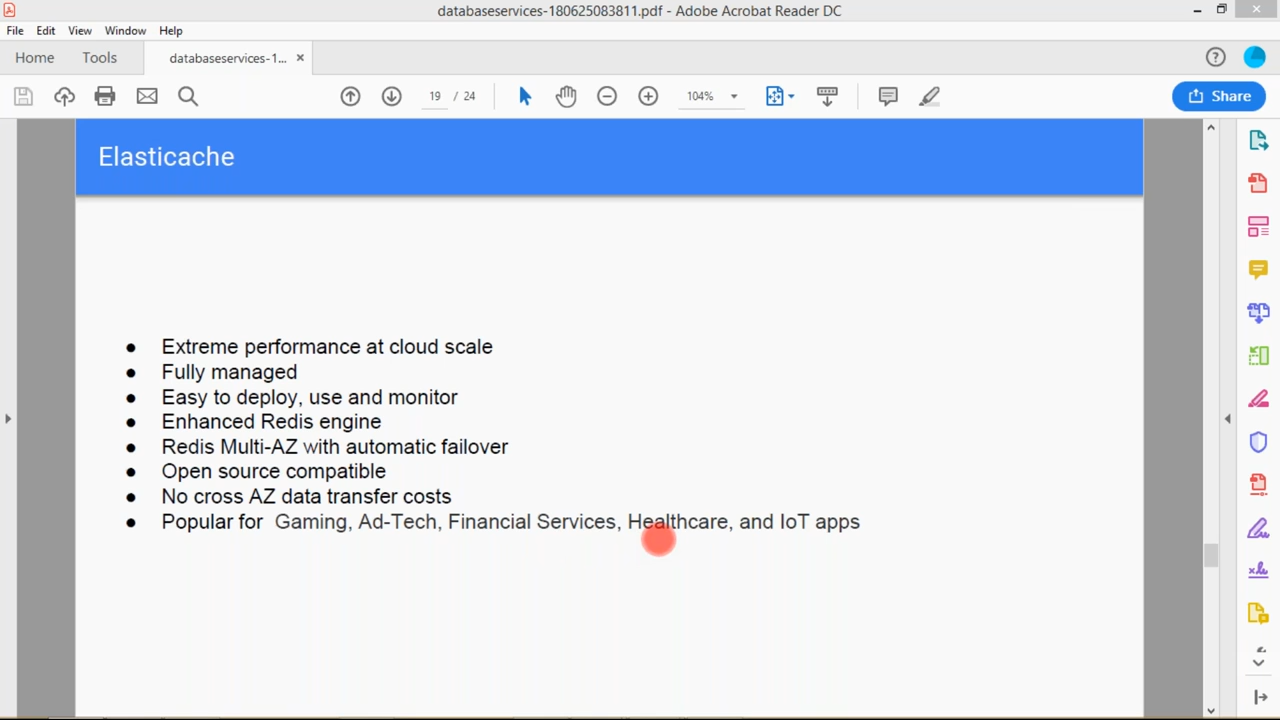 databaseservices-180625083811.pdf - Adobe Acrobat Reader DC
File Edit View Window Help
Home Tools databaseservices-1... ×
19 / 24 104% Share
Elasticache
● Extreme performance at cloud scale
● Fully managed
● Easy to deploy, use and monitor
● Enhanced Redis engine
● Redis Multi-AZ with automatic failover
● Open source compatible
● No cross AZ data transfer costs
● Popular for Gaming, Ad-Tech, Financial Services, Healthcare, and IoT apps